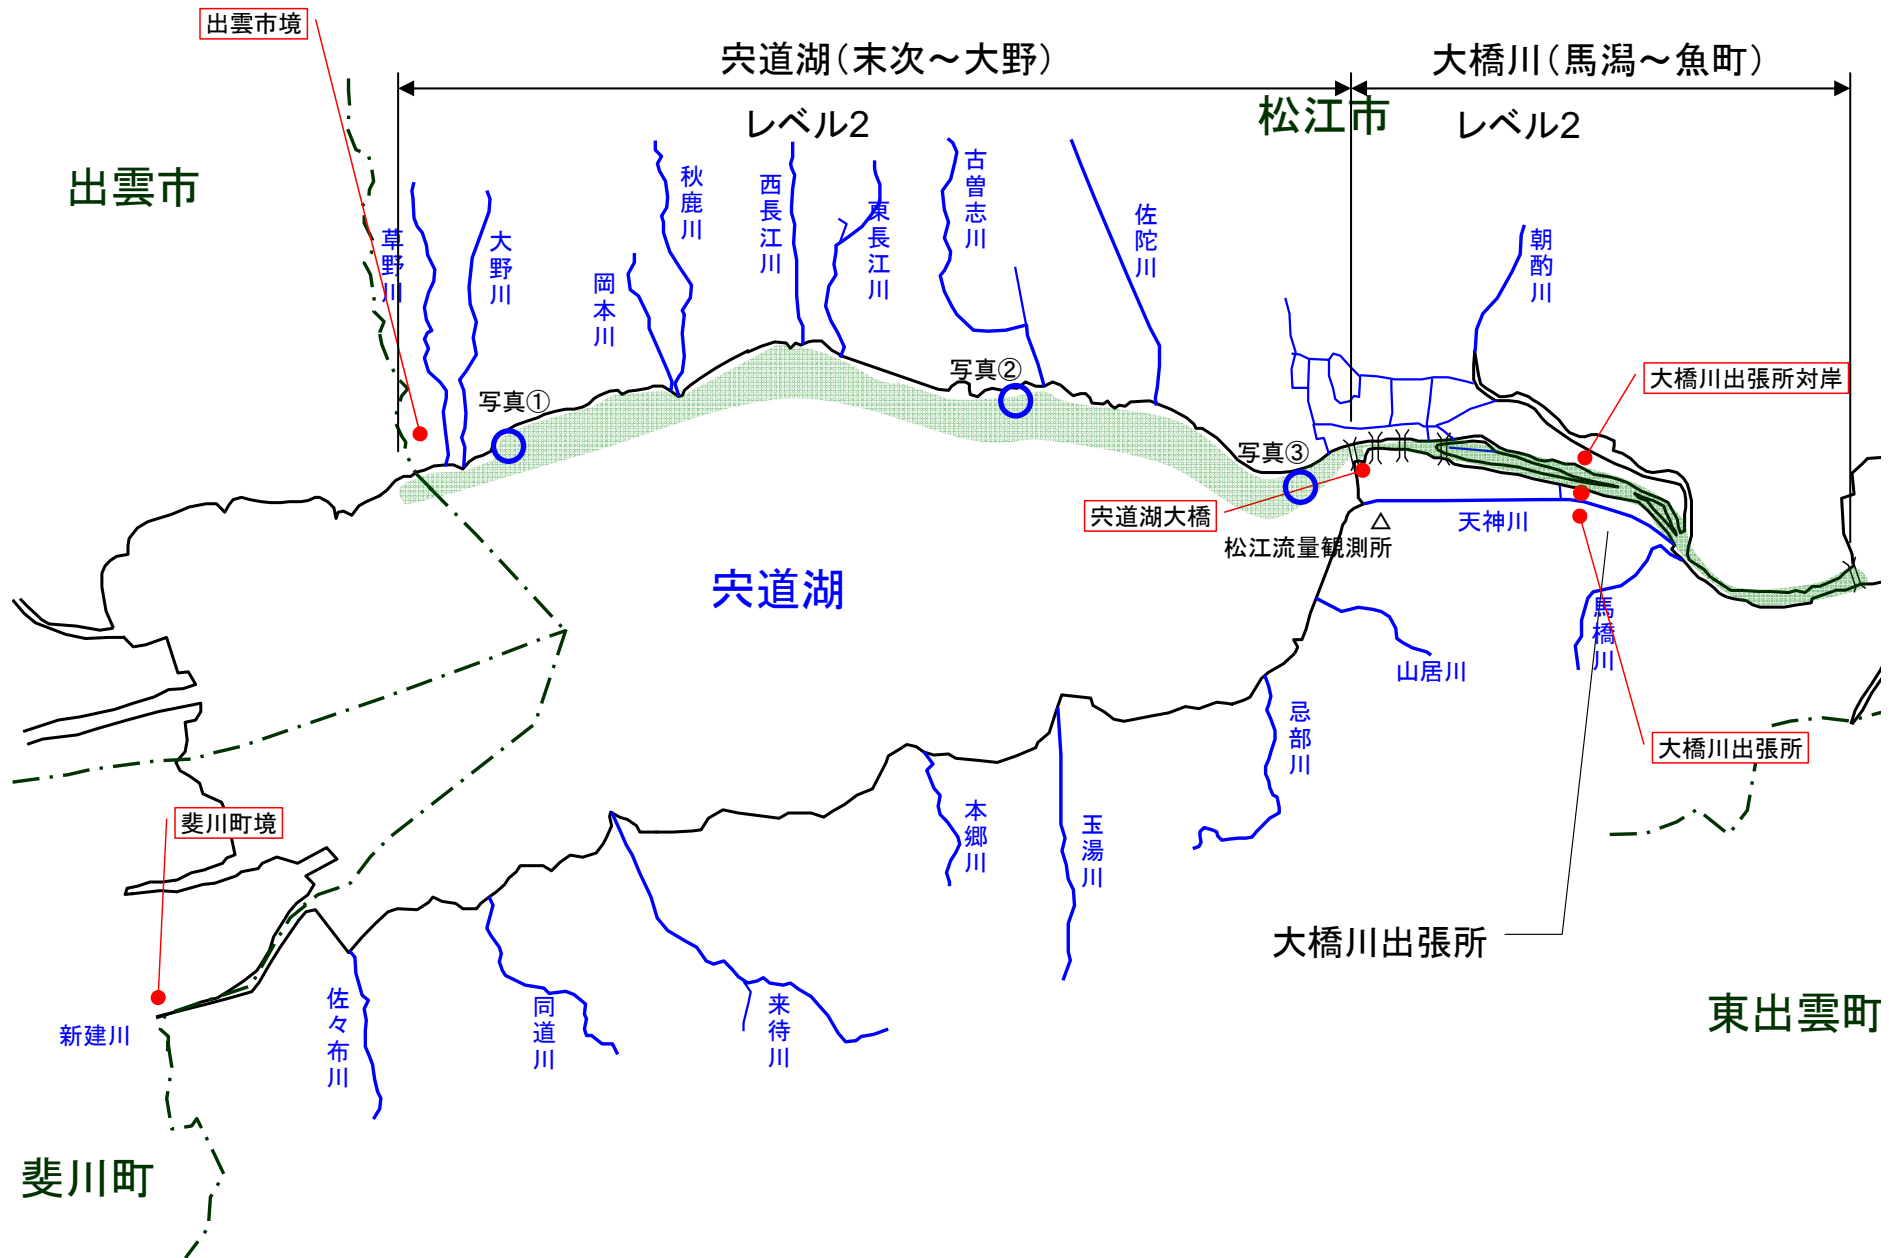 出雲市境
宍道湖（末次～大野）
大橋川（馬潟～魚町）
レベル2
松江市
レベル2
出雲市
草野川
大野川
岡本川
秋鹿川
西長江川
東長江川
古曽志川
佐陀川
朝酌川
写真①
写真②
写真③
大橋川出張所対岸
宍道湖大橋
松江流量観測所
天神川
宍道湖
馬橋川
山居川
忌部川
大橋川出張所
斐川町境
本郷川
玉湯川
大橋川出張所
新建川
佐々布川
同道川
来待川
東出雲町
斐川町